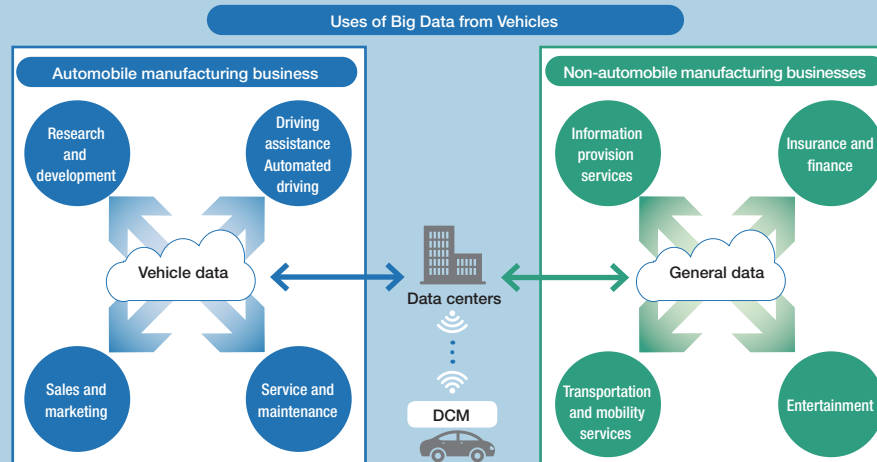 Uses of Big Data from Vehicles
Automobile manufacturing business
Research
and
development
Driving
assistance
Automated
driving
Vehicle data
Sales and
marketing
Service and
maintenance
Data centers
DCM
Non-automobile manufacturing businesses
Information
provision
services
Insurance and
finance
General data
Transportation
and mobility
services
Entertainment